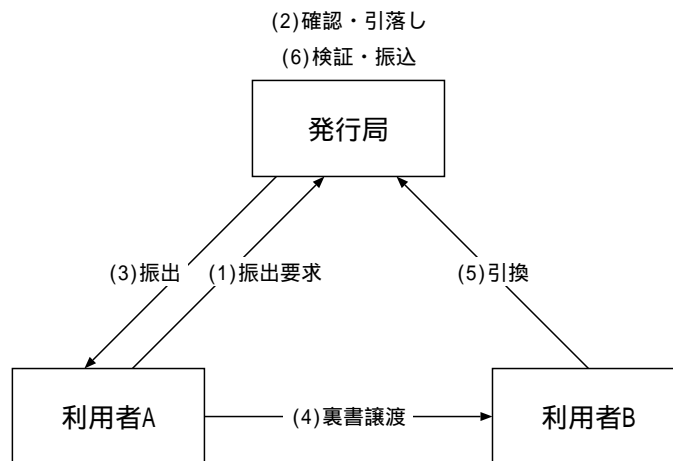 (2)確認・引落し
(6)検証・振込
発行局
(3)振出
(1)振出要求
(5)引換
利用者A
(4)裏書譲渡
利用者B